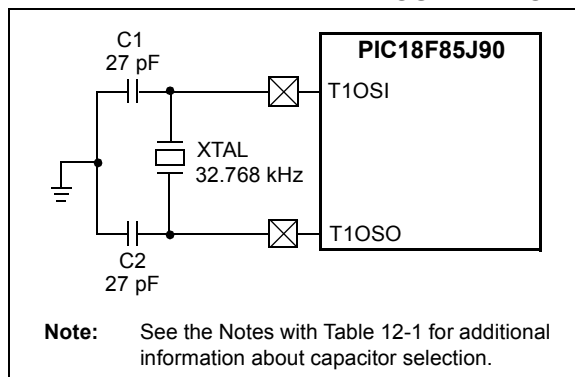 C1
27 pF
PIC18F85J90
T1OSI
XTAL
32.768 kHz
T1OSO
C2
27 pF
Note: See the Notes with Table 12-1 for additional
information about capacitor selection.